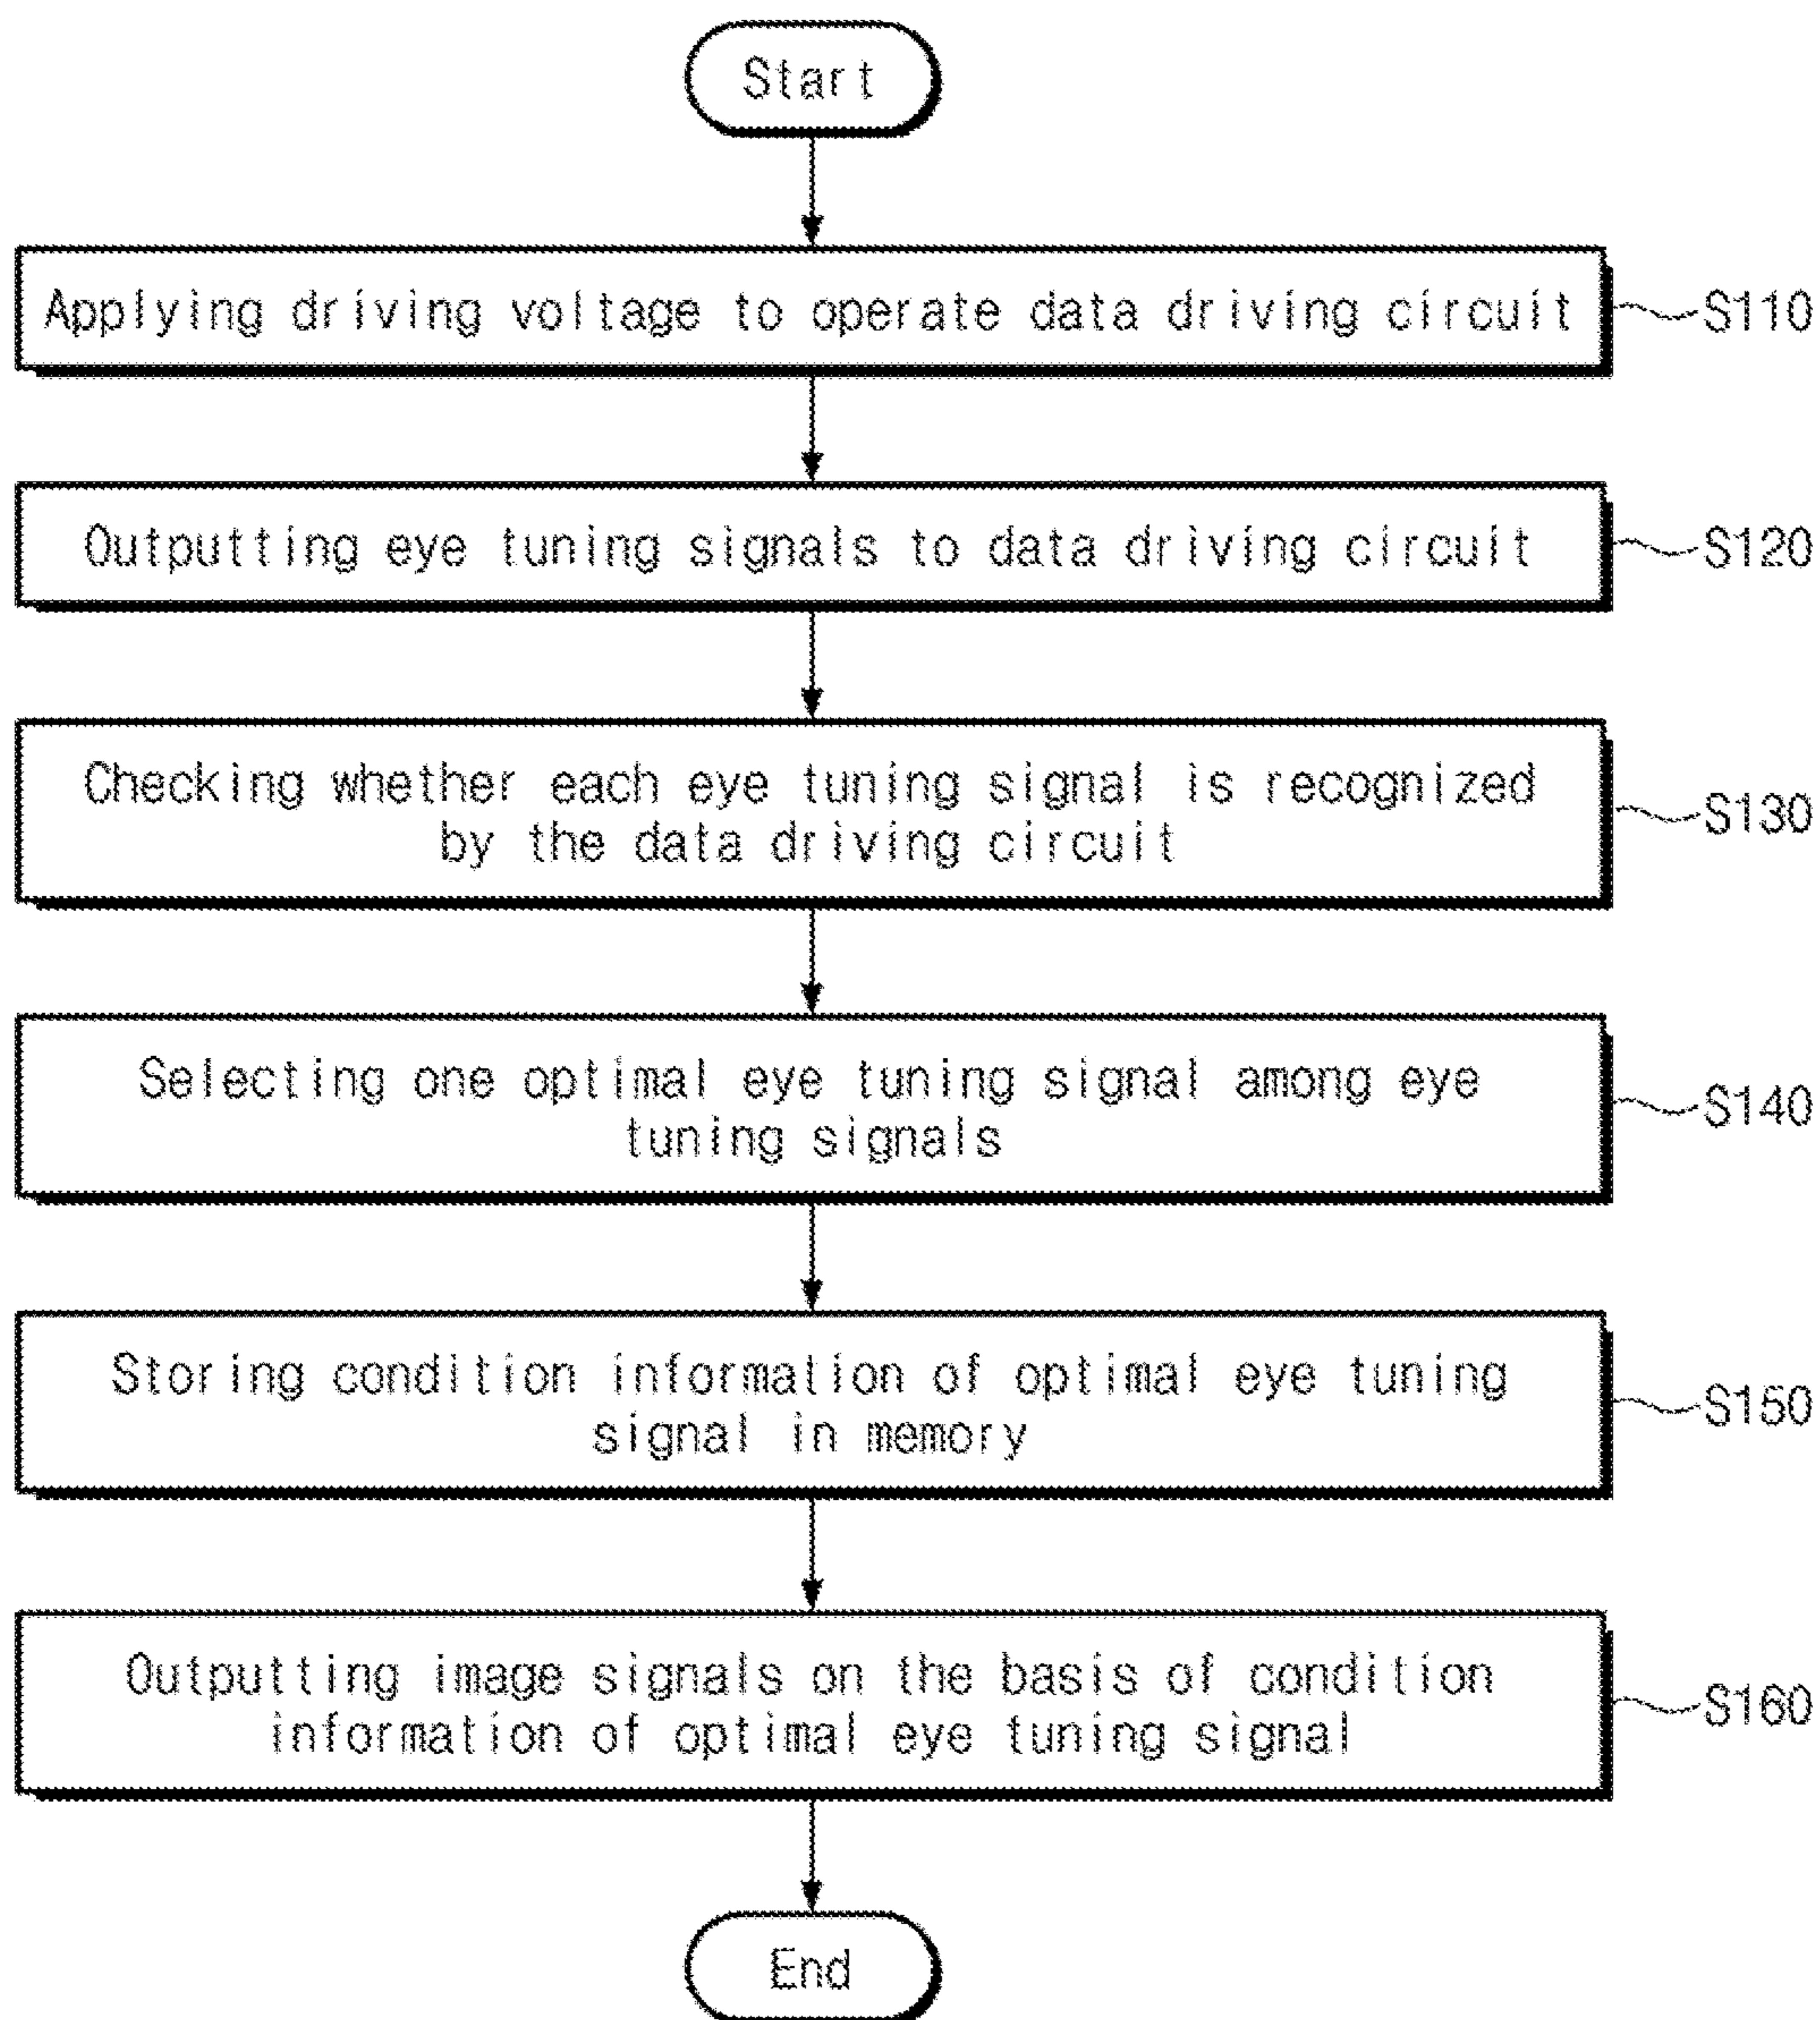 Start
Applying driving voltage to operate data driving circuit
S110
Outputting eye tuning signals to data driving circuit
S120
Checking whether each eye tuning signal is recognized
by the data driving circuit
S130
Selecting one optimal eye tuning signal among eye
tuning signals
S140
Storing condition information of optimal eye tuning
signal in memory
S150
Outputting image signals on the basis of condition
information of optimal eye tuning signal
S160
End